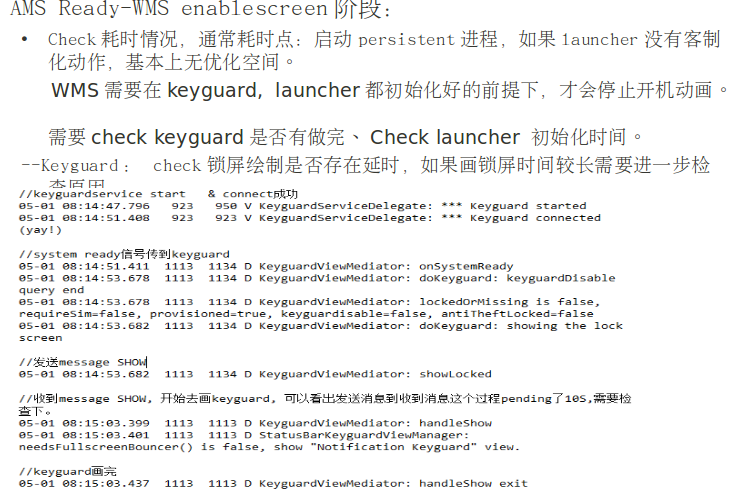 AMS Ready-WMS enablescreen 阶段：
• Check 耗时情况，通常耗时点：启动 persistent 进程，如果 launcher 没有客制
化动作，基本上无优化空间。
WMS 需要在 keyguard, launcher 都初始化好的前提下，才会停止开机动画。
需要 check keyguard 是否有做完、Check launcher 初始化时间。
--Keyguard： check 锁屏绘制是否存在延时，如果画锁屏时间较长需要进一步检
查原因
//keyguardservice start & connect成功
05-01 08:14:47.796 923 950 V KeyguardServiceDelegate: *** Keyguard started
05-01 08:14:51.408 923 923 V KeyguardServiceDelegate: *** Keyguard connected
(yay!)
//system ready信号传到keyguard
05-01 08:14:51.411 1113 1134 D KeyguardViewMediator: onSystemReady
05-01 08:14:53.678 1113 1134 D KeyguardViewMediator: doKeyguard: keyguardDisable
query end
05-01 08:14:53.678 1113 1134 D KeyguardViewMediator: lockedOrMissing is false,
requireSim=false, provisioned=true, keyguardisable=false, antiTheftLocked=false
05-01 08:14:53.682 1113 1134 D KeyguardViewMediator: doKeyguard: showing the lock
screen
//发送message SHOW
05-01 08:14:53.682 1113 1134 D KeyguardViewMediator: showLocked
//收到message SHOW, 开始去画keyguard, 可以看出发送消息到收到消息这个过程pending了10S,需要检
查下。
05-01 08:15:03.399 1113 1113 D KeyguardViewMediator: handleShow
05-01 08:15:03.401 1113 1113 D StatusBarKeyguardViewManager:
needsFullscreenBouncer() is false, show "Notification Keyguard" view.
//keyguard画完
05-01 08:15:03.437 1113 1113 D KeyguardViewMediator: handleShow exit